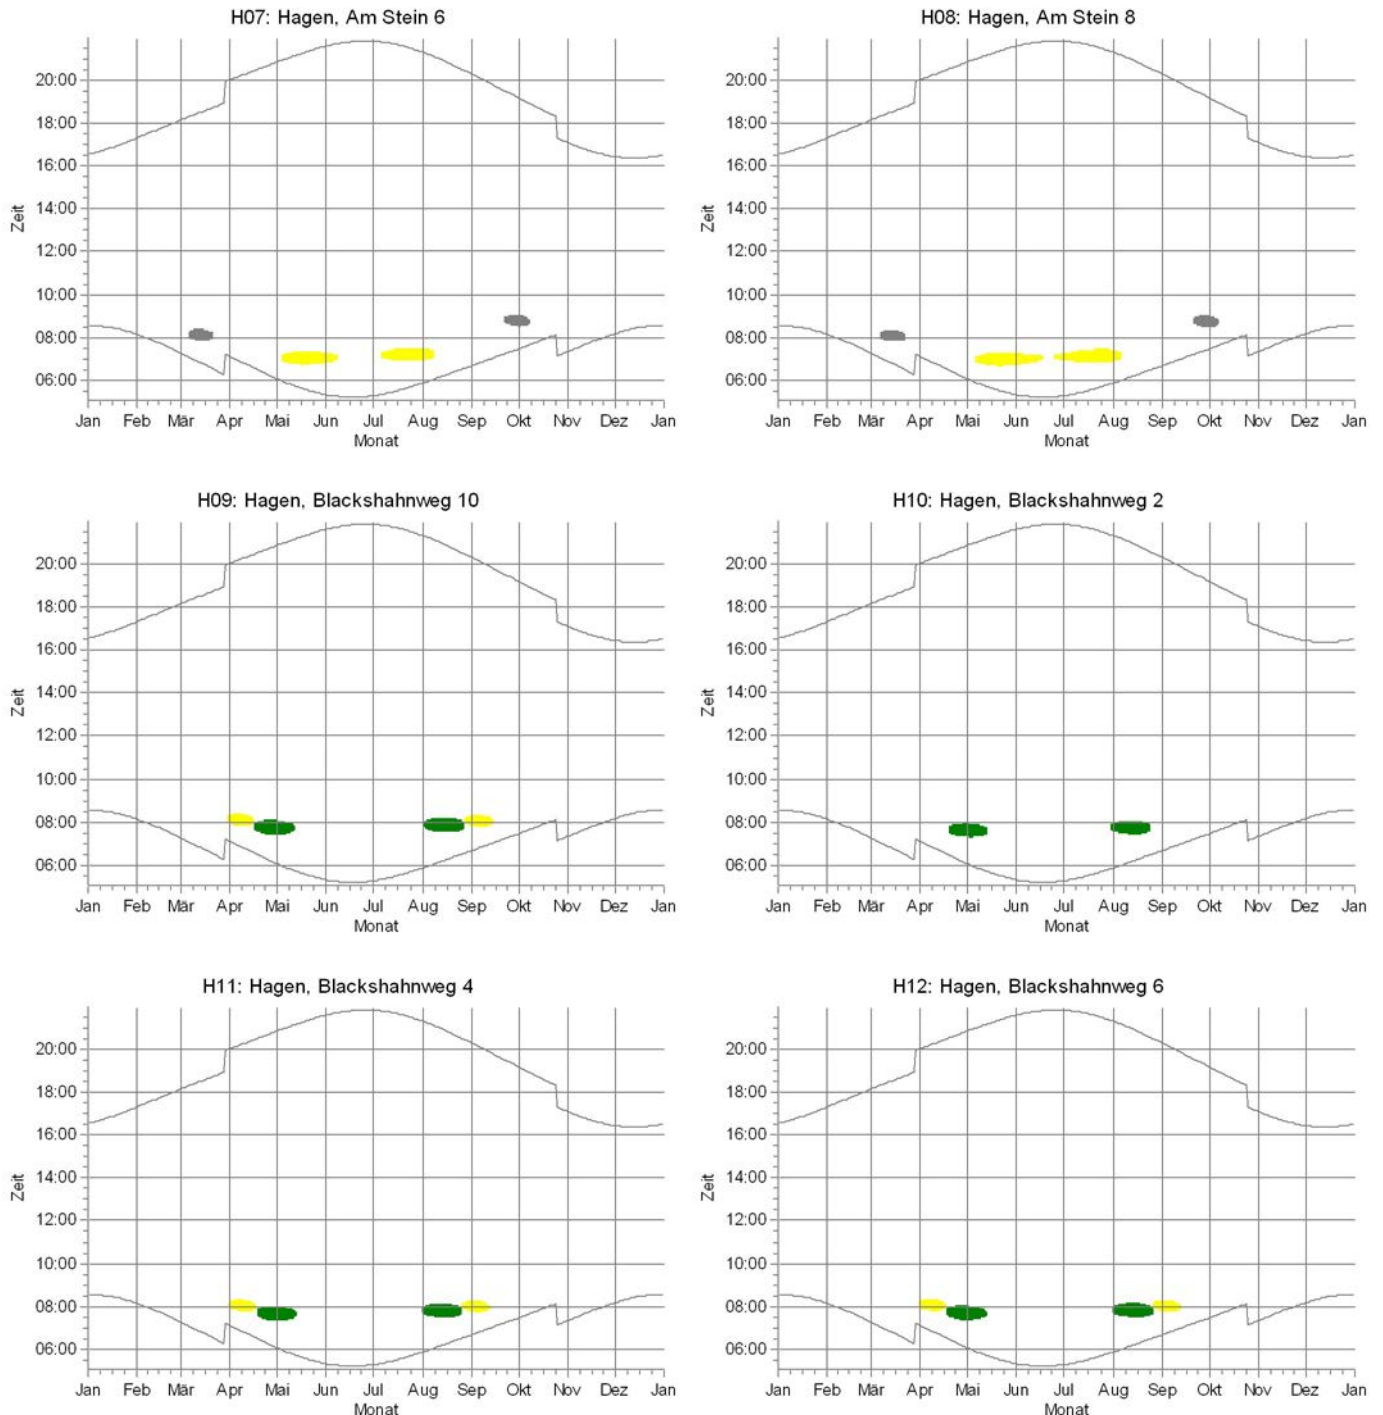 H07: Hagen, Am Stein 6
20:00
18:00
16:00
14:00
12:00
10:00
08:00
06:00
Zeit
Jan Feb Mär Apr Mai Jun Jul Aug Sep Okt Nov Dez Jan
Monat
H08: Hagen, Am Stein 8
20:00
18:00
16:00
14:00
12:00
10:00
08:00
06:00
Zeit
Jan Feb Mär Apr Mai Jun Jul Aug Sep Okt Nov Dez Jan
Monat
H09: Hagen, Blackshahnweg 10
20:00
18:00
16:00
14:00
12:00
10:00
08:00
06:00
Zeit
Jan Feb Mär Apr Mai Jun Jul Aug Sep Okt Nov Dez Jan
Monat
H10: Hagen, Blackshahnweg 2
20:00
18:00
16:00
14:00
12:00
10:00
08:00
06:00
Zeit
Jan Feb Mär Apr Mai Jun Jul Aug Sep Okt Nov Dez Jan
Monat
H11: Hagen, Blackshahnweg 4
20:00
18:00
16:00
14:00
12:00
10:00
08:00
06:00
Zeit
Jan Feb Mär Apr Mai Jun Jul Aug Sep Okt Nov Dez Jan
Monat
H12: Hagen, Blackshahnweg 6
20:00
18:00
16:00
14:00
12:00
10:00
08:00
06:00
Zeit
Jan Feb Mär Apr Mai Jun Jul Aug Sep Okt Nov Dez Jan
Monat